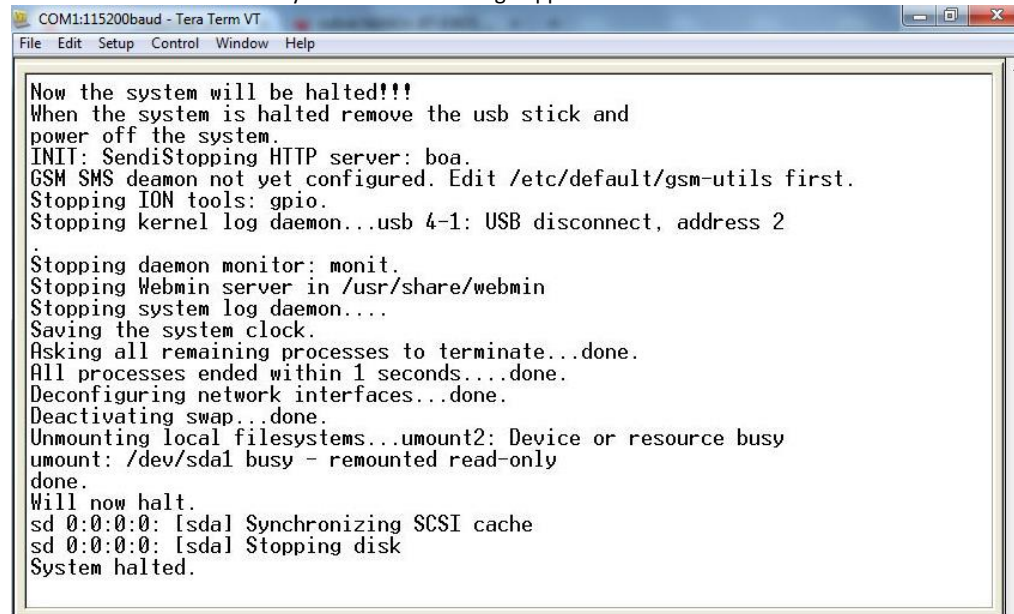 COM1:115200baud - Tera Term VT
File Edit Setup Control Window Help
Now the system will be halted!!!
When the system is halted remove the usb stick and
power off the system.
INIT: SendiStopping HTTP server: boa.
GSM SMS deamon not yet configured. Edit /etc/default/gsm-utils first.
Stopping ION tools: gpio.
Stopping kernel log daemon...usb 4-1: USB disconnect, address 2
.
Stopping daemon monitor: monit.
Stopping Webmin server in /usr/share/webmin
Stopping system log daemon....
Saving the system clock.
Asking all remaining processes to terminate...done.
All processes ended within 1 seconds....done.
Deconfiguring network interfaces...done.
Deactivating swap...done.
Unmounting local filesystems...umount2: Device or resource busy
umount: /dev/sda1 busy - remounted read-only
done.
Will now halt.
sd 0:0:0:0: [sda] Synchronizing SCSI cache
sd 0:0:0:0: [sda] Stopping disk
System halted.